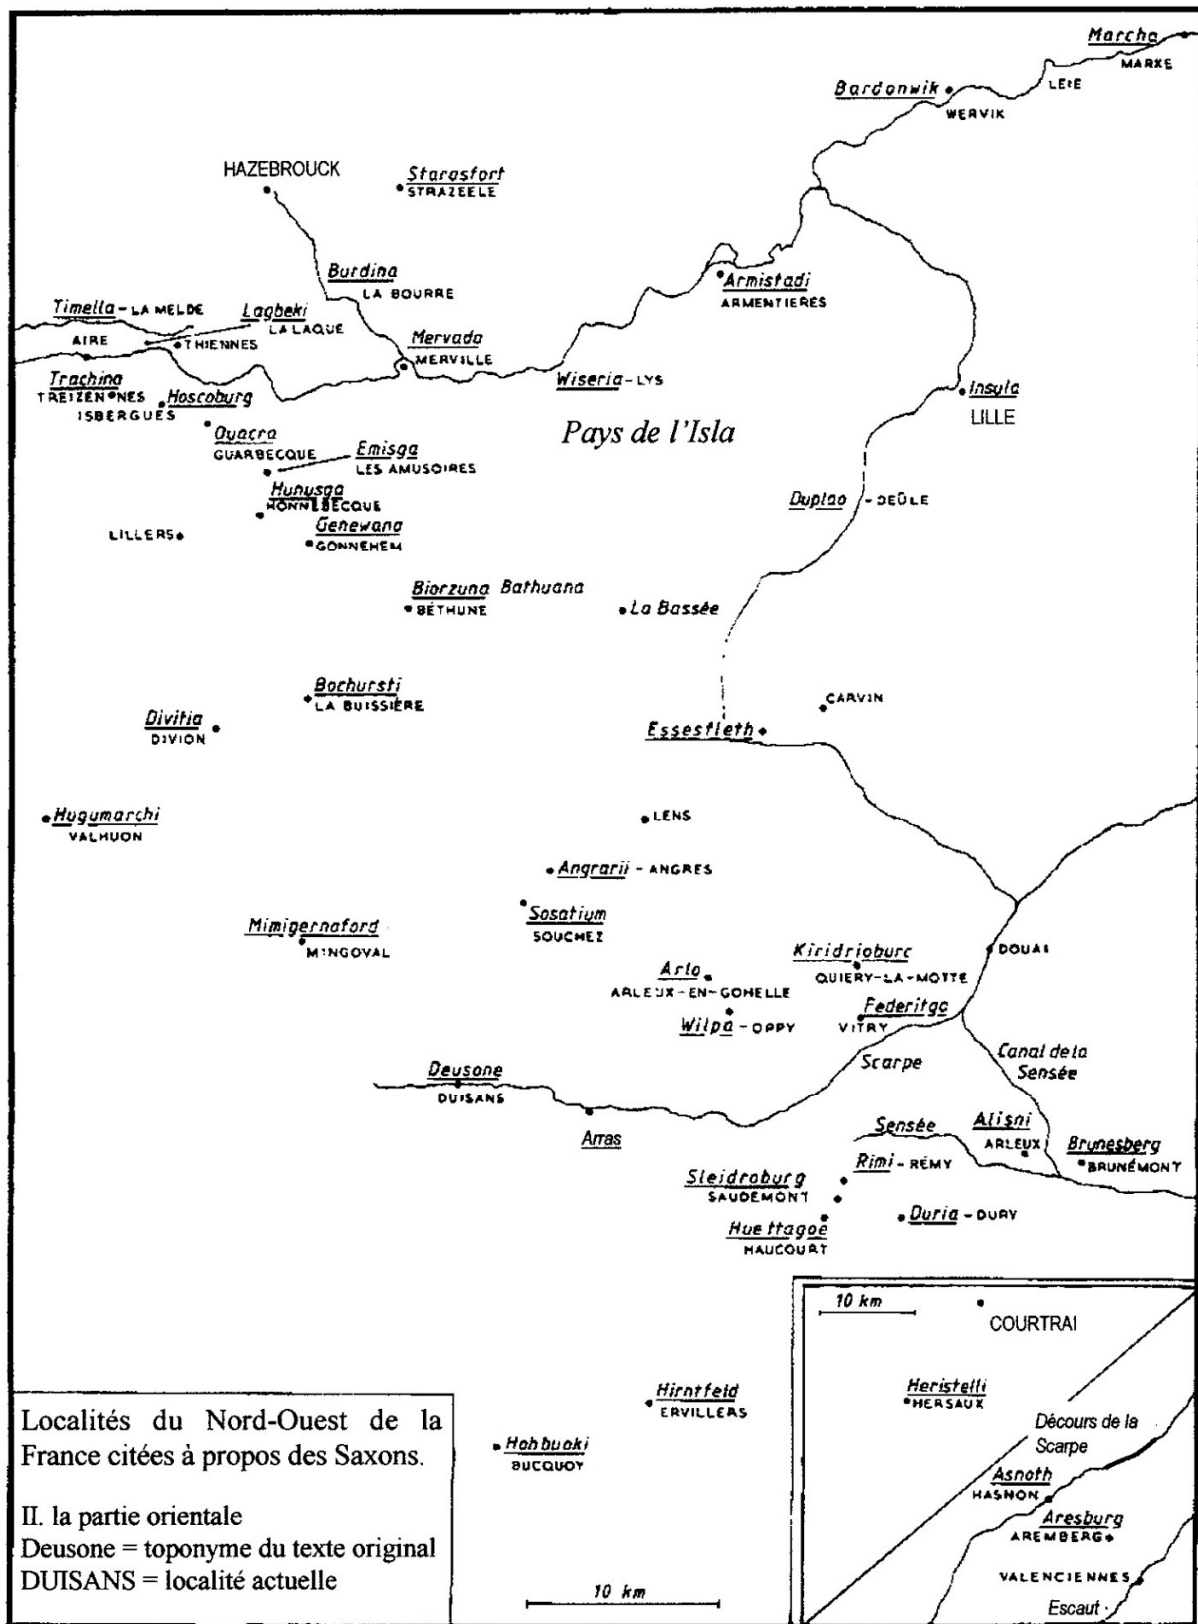 Marcha
MARKE
LEIE
Bardonwik
WERVIK
HAZEBROUCK
Starasfort
STRAZEELE
Burdina
LA BOURRE
Armistadi
ARMENTIERES
Timella - LA MELDE
Lagbeki
LA LAQUE
AIRE
THIENNES
Mervada
MERVILLE
Trachina
TREIZENNES
ISBERGUES
Hoscoburg
Wiseria - LYS
Insula
LILLE
Pays de l'Isla
Ouacra
GUARBECQUE
Emisga
LES AMUSOIRES
Hunusga
HONNEBECQUE
Duplao - DEÛLE
LILLERS
Genewana
GONNEHEM
Biorzuna Bathuana
BÉTHUNE
La Bassée
Bochursti
LA BUISSIÈRE
CARVIN
Divitia
DIVION
Essesfleth
Hugumarchi
VALHUON
LENS
Angrarii - ANGRES
Sosatium
SOUCHEZ
Mimigernaford
MINGOVAL
Kiridrioburc
QUIERY-LA-MOTTE
DOUAI
Arlo
ARLEUX-EN-GOHELLE
Wilpa - OPPY
Federitga
VITRY
Deusone
DUISANS
Scarpe
Canal de la
Sensée
Arras
Sensée
Alisni
ARLEUX
Brunesberg
BRUNÉMONT
Rimi - RÉMY
Sleidroburg
SAUDEMONT
Huettagoe
HAUCOURT
Duria - DURY
10 km
COURTRAI
Heristelli
HERSAUX
Décours de la
Scarpe
Asnoth
HASNON
Aresburg
AREMBERG
VALENCIENNES
Escaut
Hirntfeld
ERVILLERS
Hohbuoki
BUCQUOY
Localités du Nord-Ouest de la
France citées à propos des Saxons.
II. la partie orientale
Deusone = toponyme du texte original
DUISANS = localité actuelle
10 km